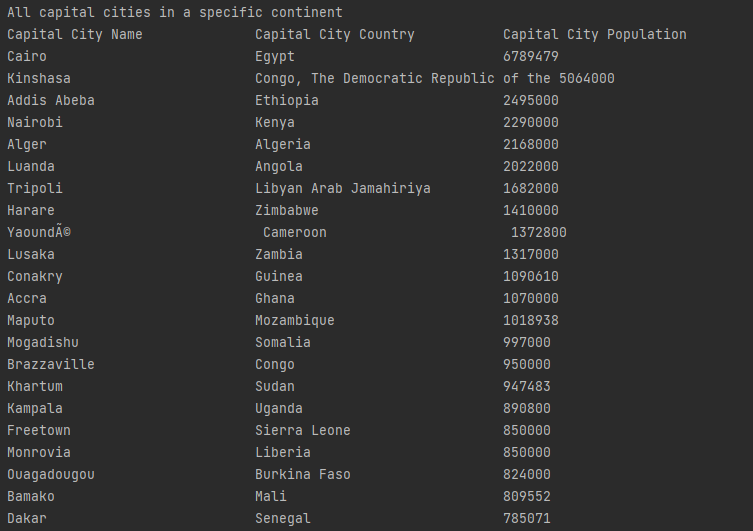 All capital cities in a specific continent
Capital City Name              Capital City Country           Capital City Population
Cairo                          Egypt                          6789479
Kinshasa                       Congo, The Democratic Republic of the 5064000
Addis Abeba                    Ethiopia                       2495000
Nairobi                        Kenya                          2290000
Alger                          Algeria                        2168000
Luanda                         Angola                         2022000
Tripoli                        Libyan Arab Jamahiriya         1682000
Harare                         Zimbabwe                       1410000
YaoundÃ©                        Cameroon                       1372800
Lusaka                         Zambia                         1317000
Conakry                        Guinea                         1090610
Accra                          Ghana                          1070000
Maputo                         Mozambique                     1018938
Mogadishu                      Somalia                        997000
Brazzaville                    Congo                          950000
Khartum                        Sudan                          947483
Kampala                        Uganda                         890800
Freetown                       Sierra Leone                   850000
Monrovia                       Liberia                        850000
Ouagadougou                    Burkina Faso                   824000
Bamako                         Mali                           809552
Dakar                          Senegal                        785071